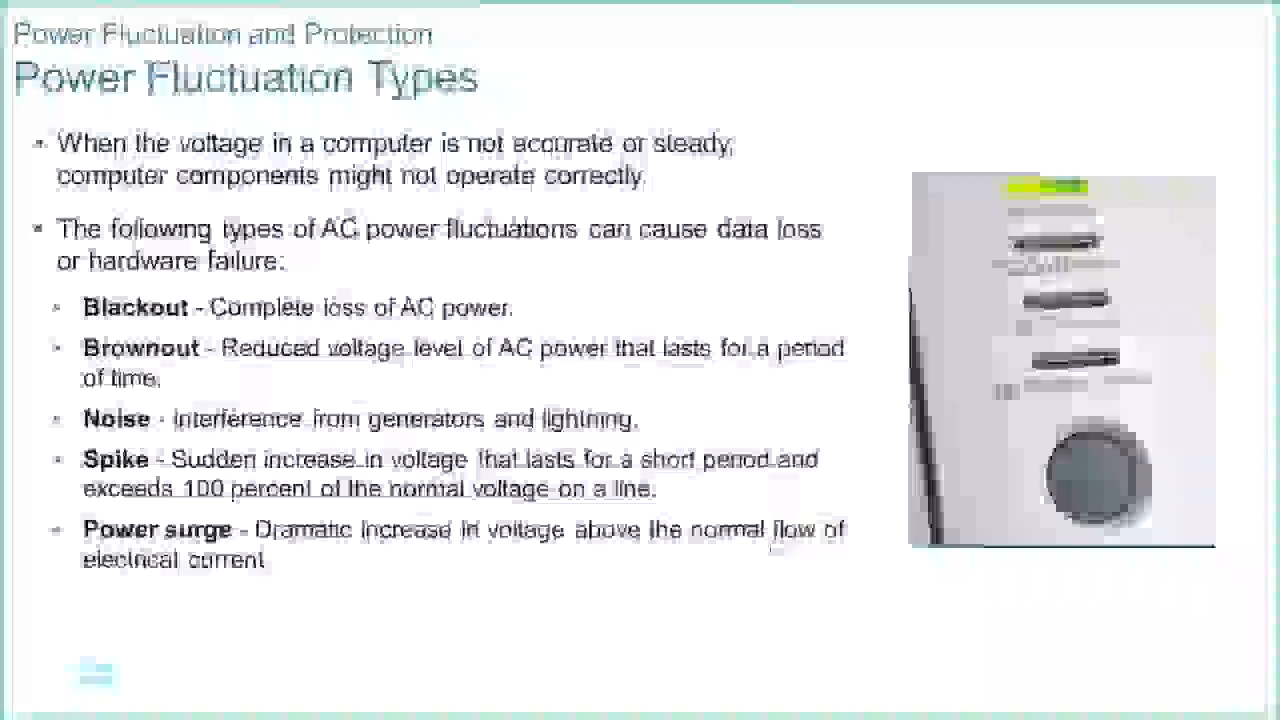 Power Fluctuation and Protection
Power Fluctuation Types
• When the voltage in a computer is not accurate or steady,
computer components might not operate correctly.
• The following types of AC power fluctuations can cause data loss
or hardware failure:
• Blackout - Complete loss of AC power.
• Brownout - Reduced voltage level of AC power that lasts for a period
of time.
• Noise - Interference from generators and lightning.
• Spike - Sudden increase in voltage that lasts for a short period and
exceeds 100 percent of the normal voltage on a line.
• Power surge - Dramatic increase in voltage above the normal flow of
electrical current